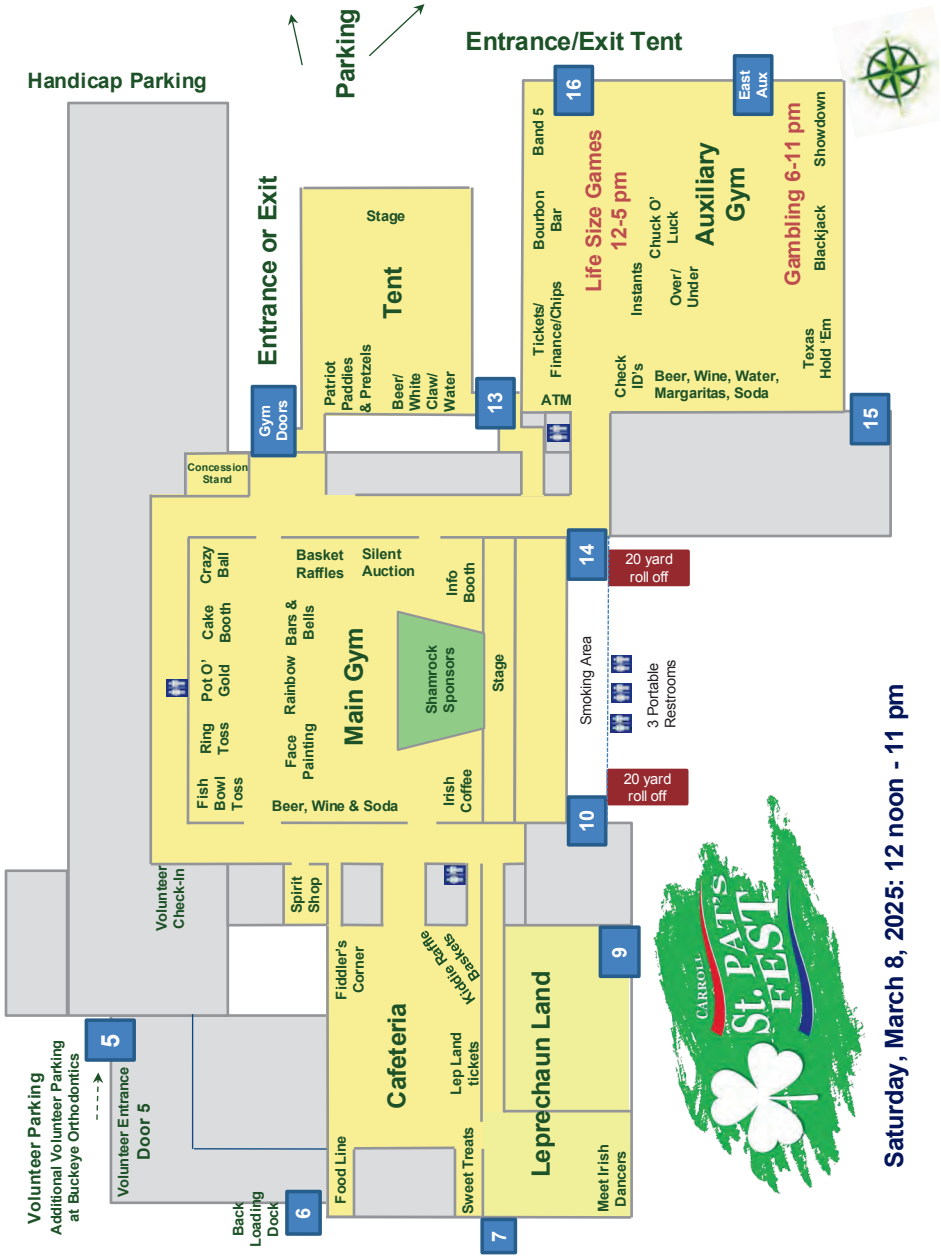 Handicap Parking
Parking
Entrance/Exit Tent
Entrance or Exit
Volunteer Parking
Additional Volunteer Parking
at Buckeye Orthodontics
5
Volunteer Entrance
Door 5
Back
Loading
Dock
6
7
Volunteer
Check-In
Spirit
Shop
Food Line
Fiddler's
Corner
Cafeteria
Kiddie Raffle
Baskets
Lep Land
tickets
Sweet Treats
Leprechaun Land
Meet Irish
Dancers
9
10
Fish
Bowl
Toss
Ring
Toss
Pot O'
Gold
Cake
Booth
Crazy
Ball
Face
Painting
Rainbow
Bars &
Bells
Basket
Raffles
Silent
Auction
Beer, Wine & Soda
Main Gym
Shamrock
Sponsors
Irish
Coffee
Info
Booth
Stage
Concession
Stand
Gym
Doors
Patriot
Paddies
& Pretzels
Beer/
White
Claw/
Water
Tent
Stage
13
14
Smoking Area
3 Portable
Restrooms
20 yard
roll off
20 yard
roll off
ATM
Tickets/
Finance/Chips
Bourbon
Bar
Band 5
16
Life Size Games
12-5 pm
Check
ID's
Instants
Chuck O'
Luck
Over/
Under
Auxiliary
Gym
East
Aux
Beer, Wine, Water,
Margaritas, Soda
Gambling 6-11 pm
Texas
Hold ‘Em
Blackjack
Showdown
15
CARROLL
St. PAT'S
FEST
Saturday, March 8, 2025: 12 noon - 11 pm